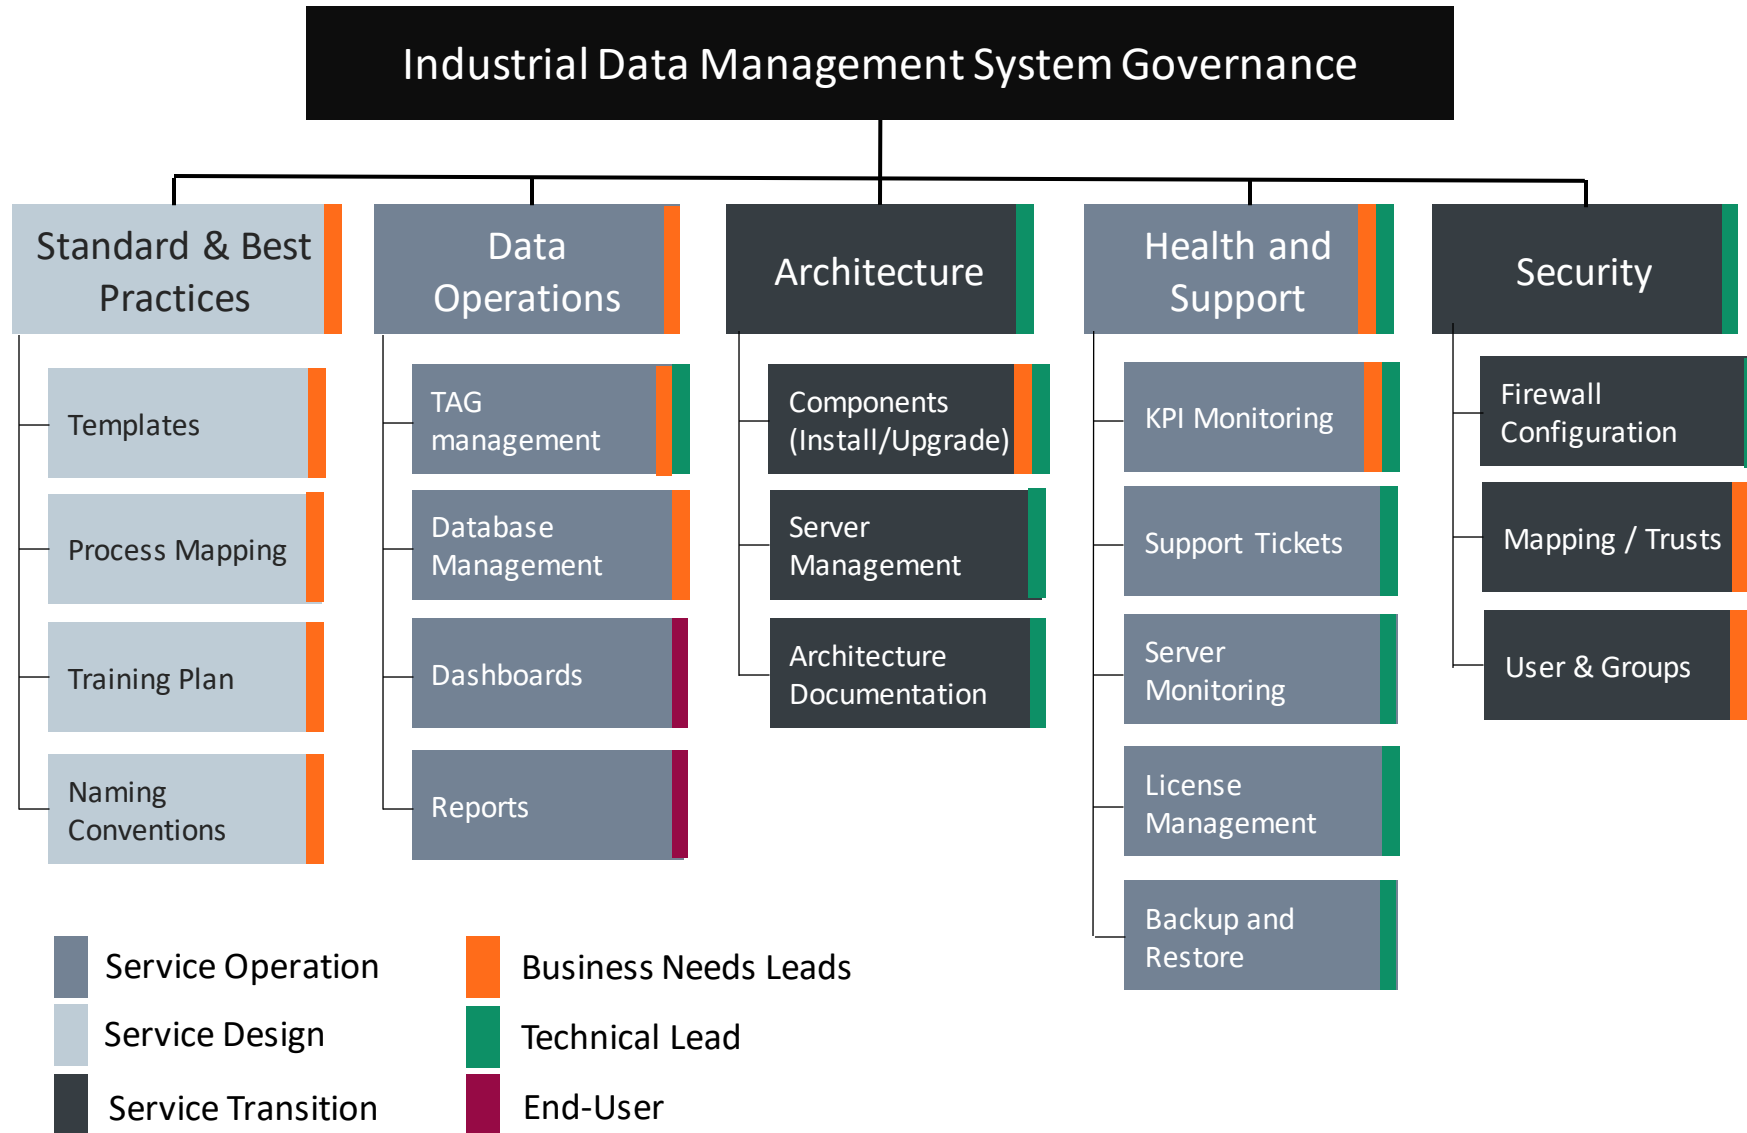 Industrial Data Management System Governance
Standard & Best
Practices
Templates
Process Mapping
Training Plan
Naming
Conventions
Data
Operations
TAG
management
Database
Management
Dashboards
Reports
Architecture
Components
(Install/Upgrade)
Server
Management
Architecture
Documentation
Health and
Support
KPI Monitoring
Support Tickets
Server
Monitoring
License
Management
Backup and
Restore
Security
Firewall
Configuration
Mapping / Trusts
User & Groups
Service Operation
Service Design
Service Transition
Business Needs Leads
Technical Lead
End-User